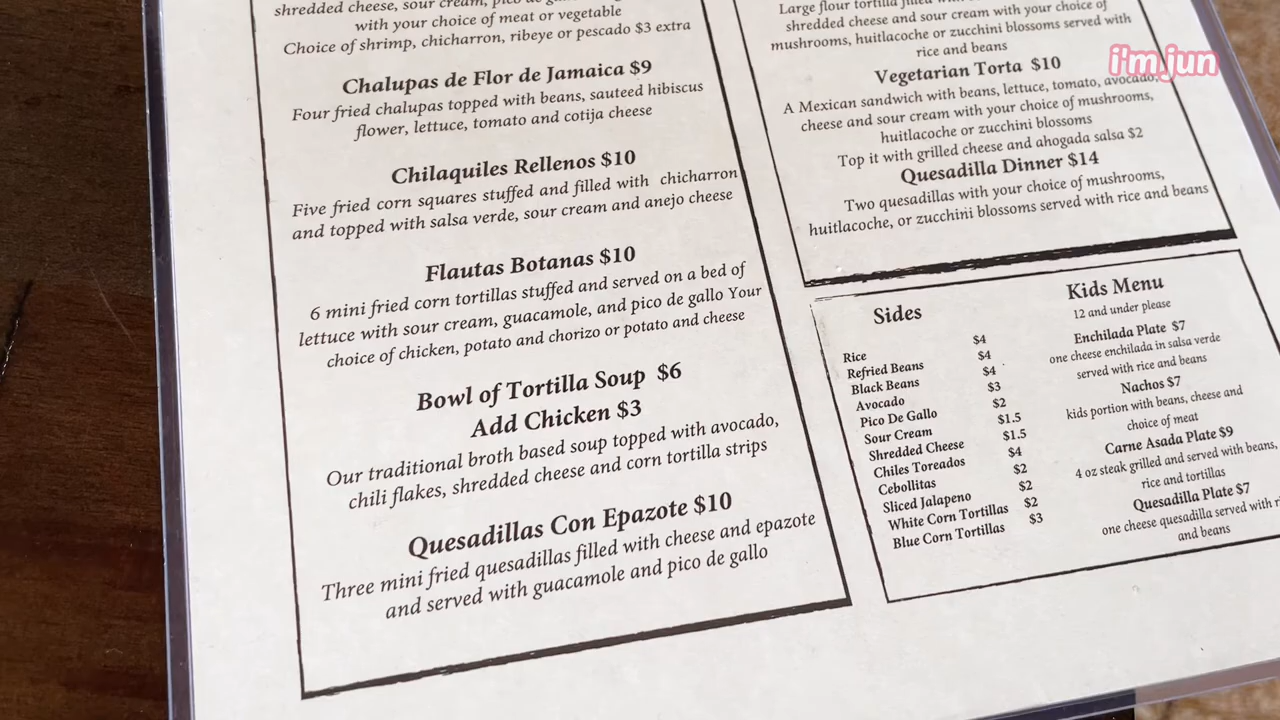 shredded cheese, sour cream, pico de
with your choice of meat or vegetable
Choice of shrimp, chicharron, ribeye or pescado $3 extra
Chalupas de Flor de Jamaica $9
Four fried chalupas topped with beans, sauteed hibiscus
flower, lettuce, tomato and cotija cheese
Chilaquiles Rellenos $10
Five fried corn squares stuffed and filled with chicharron
and topped with salsa verde, sour cream and anejo cheese
Flautas Botanas $10
6 mini fried corn tortillas stuffed and served on a bed of
lettuce with sour cream, guacamole, and pico de gallo Your
choice of chicken, potato and chorizo or potato and cheese
Bowl of Tortilla Soup $6
Add Chicken $3
Our traditional broth based soup topped with avocado,
chili flakes, shredded cheese and corn tortilla strips
Quesadillas Con Epazote $10
Three mini fried quesadillas filled with cheese and epazote
and served with guacamole and pico de gallo
Large flour tortilla filled with
shredded cheese and sour cream with your choice of
mushrooms, huitlacoche or zucchini blossoms served with
rice and beans
Vegetarian Torta $10
A Mexican sandwich with beans, lettuce, tomato, avocado,
cheese and sour cream with your choice of mushrooms,
huitlacoche or zucchini blossoms
Top it with grilled cheese and ahogada salsa $2
Quesadilla Dinner $14
Two quesadillas with your choice of mushrooms,
huitlacoche, or zucchini blossoms served with rice and beans
Sides
Rice $4
Refried Beans $4
Black Beans $4
Avocado $3
Pico De Gallo $2
Sour Cream $1.5
Shredded Cheese $1.5
Chiles Toreados $4
Cebollitas $2
Sliced Jalapeno $2
White Corn Tortillas $2
Blue Corn Tortillas $3
Kids Menu
12 and under please
Enchilada Plate $7
one cheese enchilada in salsa verde
served with rice and beans
Nachos $7
kids portion with beans, cheese and
choice of meat
Carne Asada Plate $9
4 oz steak grilled and served with beans,
rice and tortillas
Quesadilla Plate $7
one cheese quesadilla served with
and beans
i'm jun